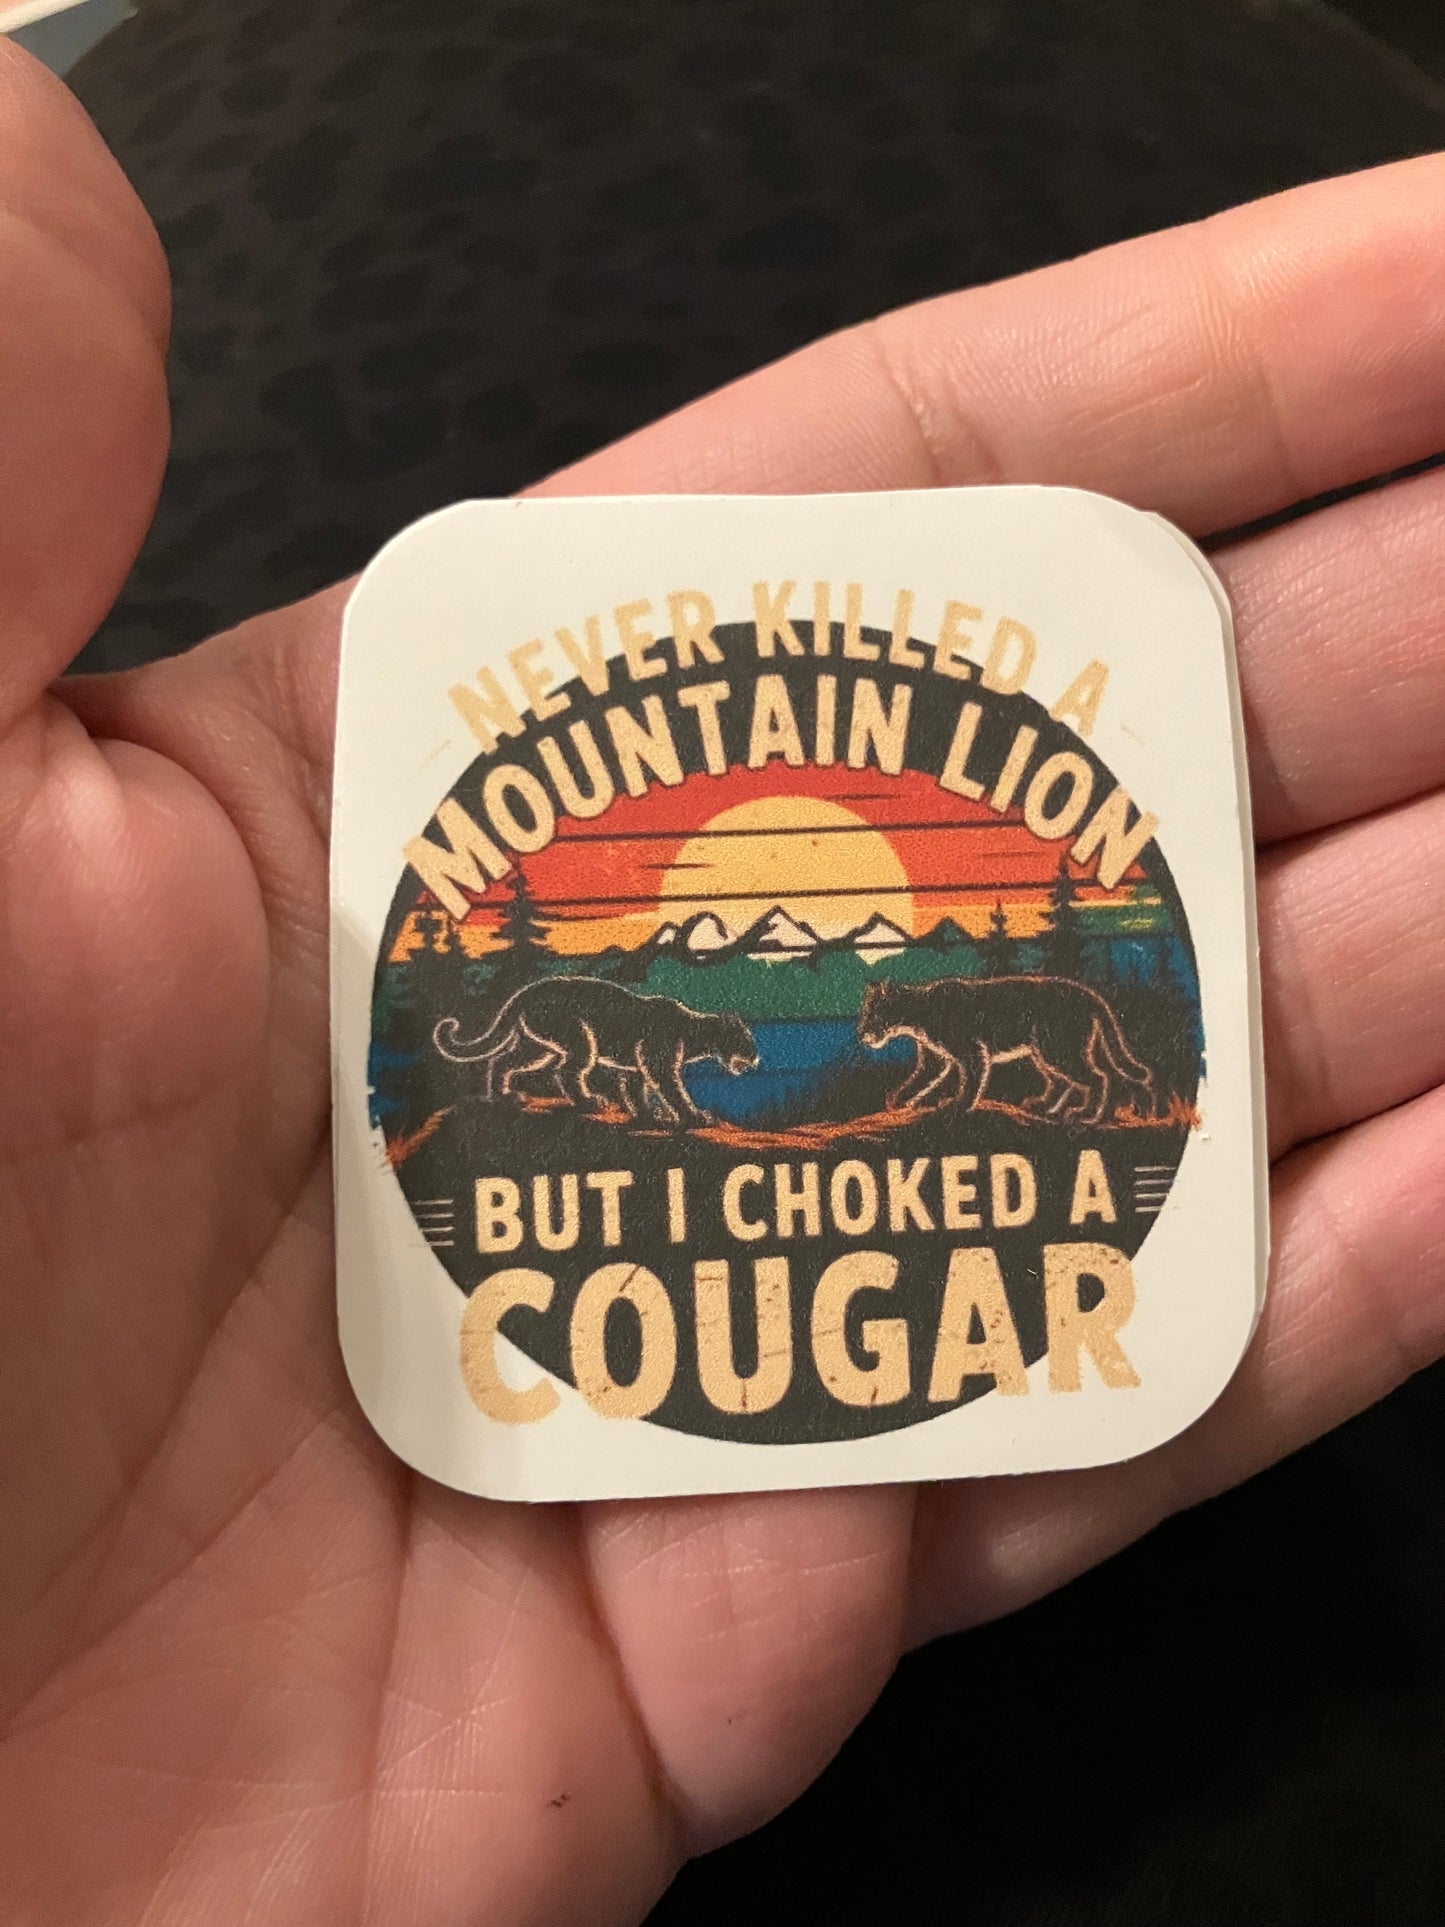 NEVER KILLED A
MOUNTAIN LION
BUT I CHOKED A
COUGAR